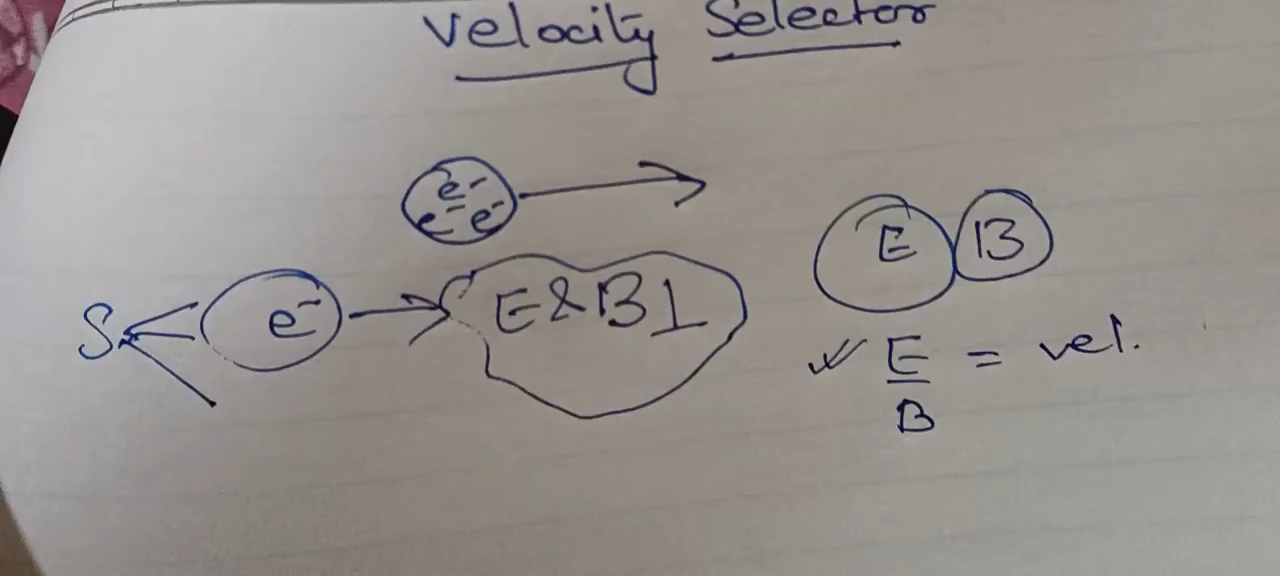 Velocity Selector
e-
e- e-
E B
S e- E & B ⊥
E = vel.
B